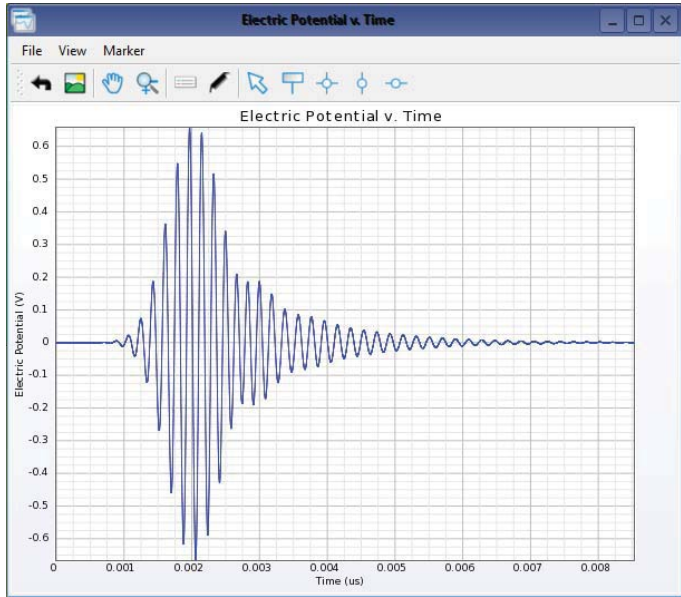 Electric Potential v. Time
File View Marker
Electric Potential v. Time
0.6
0.5
0.4
0.3
0.2
0.1
0
-0.1
-0.2
-0.3
-0.4
-0.5
-0.6
Electric Potential (V)
0 0.001 0.002 0.003 0.004 0.005 0.006 0.007 0.008
Time (us)